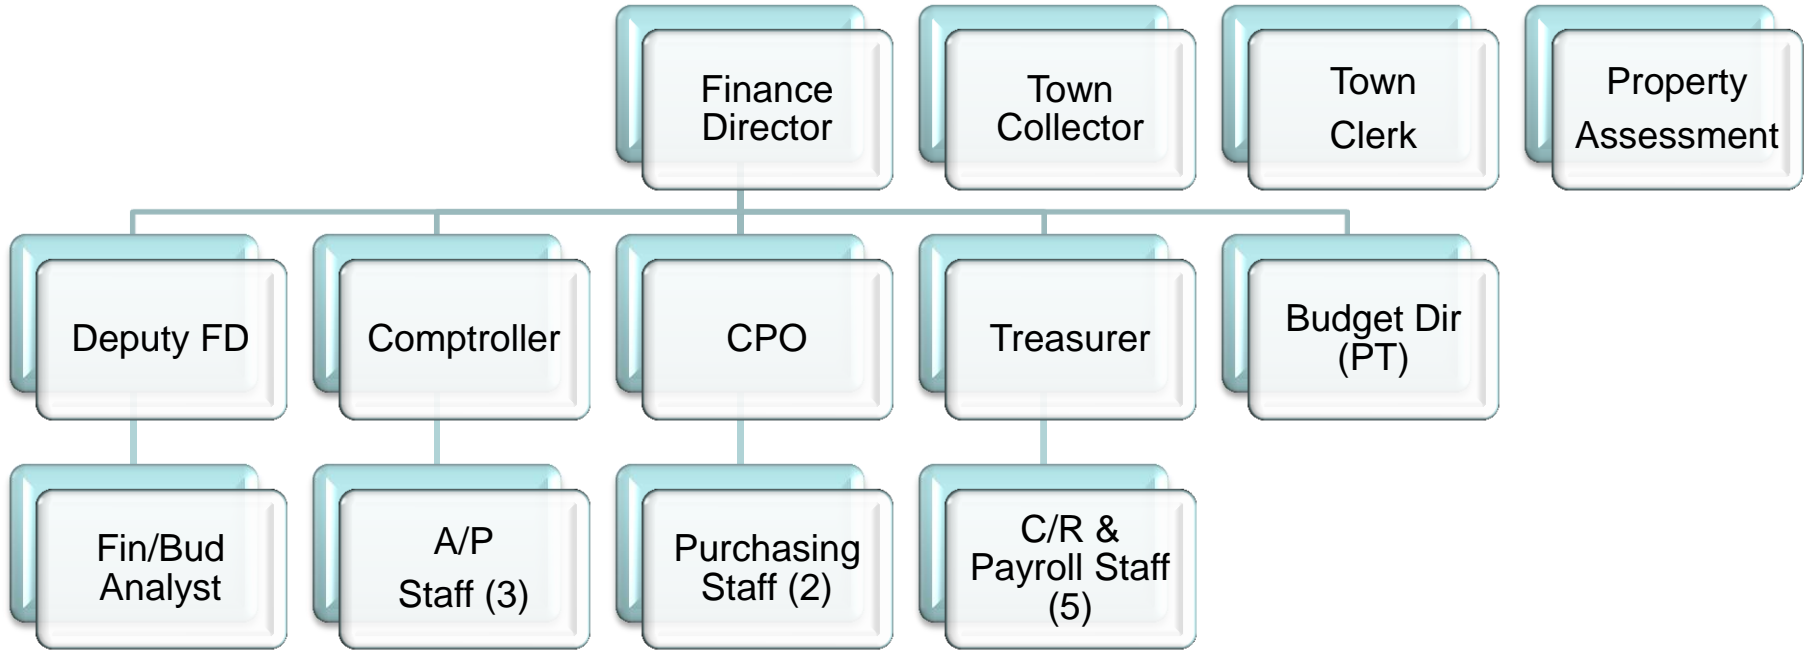 Finance
Director
Town
Collector
Town
Clerk
Property
Assessment
Deputy FD
Comptroller
CPO
Treasurer
Budget Dir
(PT)
Fin/Bud
Analyst
A/P
Staff (3)
Purchasing
Staff (2)
C/R &
Payroll Staff
(5)